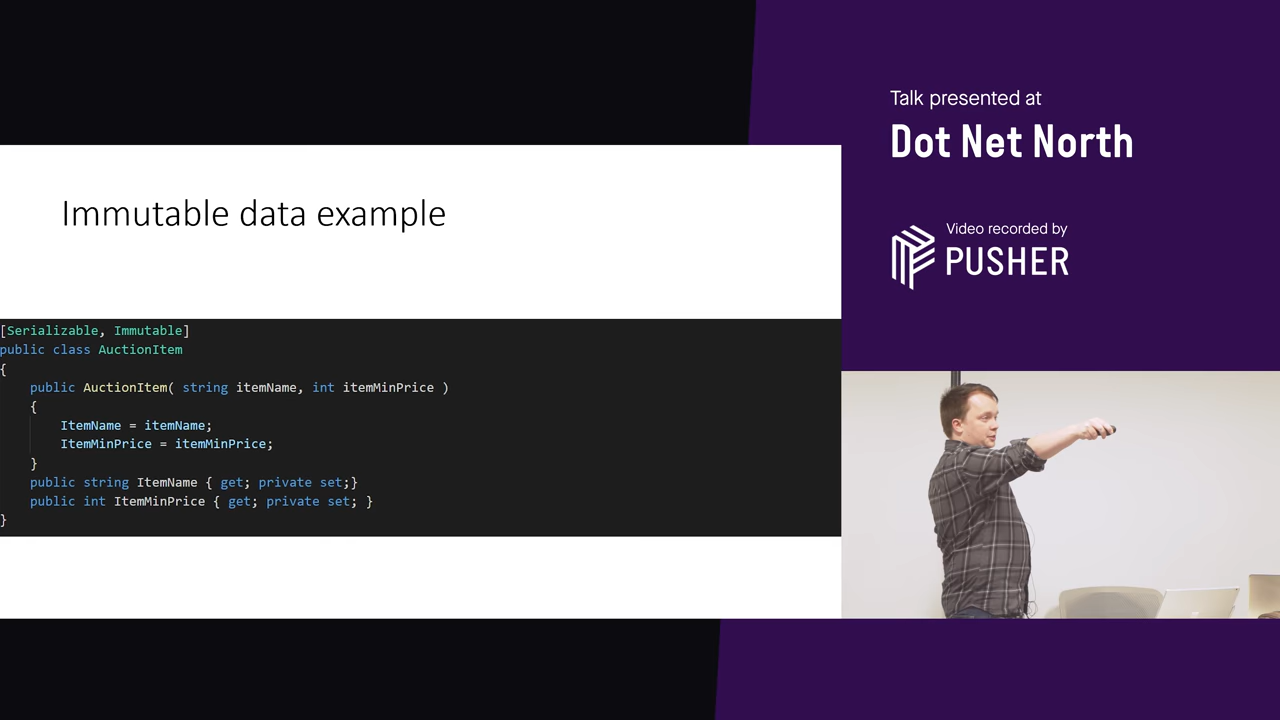 Talk presented at
Dot Net North
Video recorded by
PUSHER
Immutable data example
[Serializable, Immutable]
public class AuctionItem
{
    public AuctionItem( string itemName, int itemMinPrice )
    {
        ItemName = itemName;
        ItemMinPrice = itemMinPrice;
    }
    public string ItemName { get; private set;}
    public int ItemMinPrice { get; private set; }
}